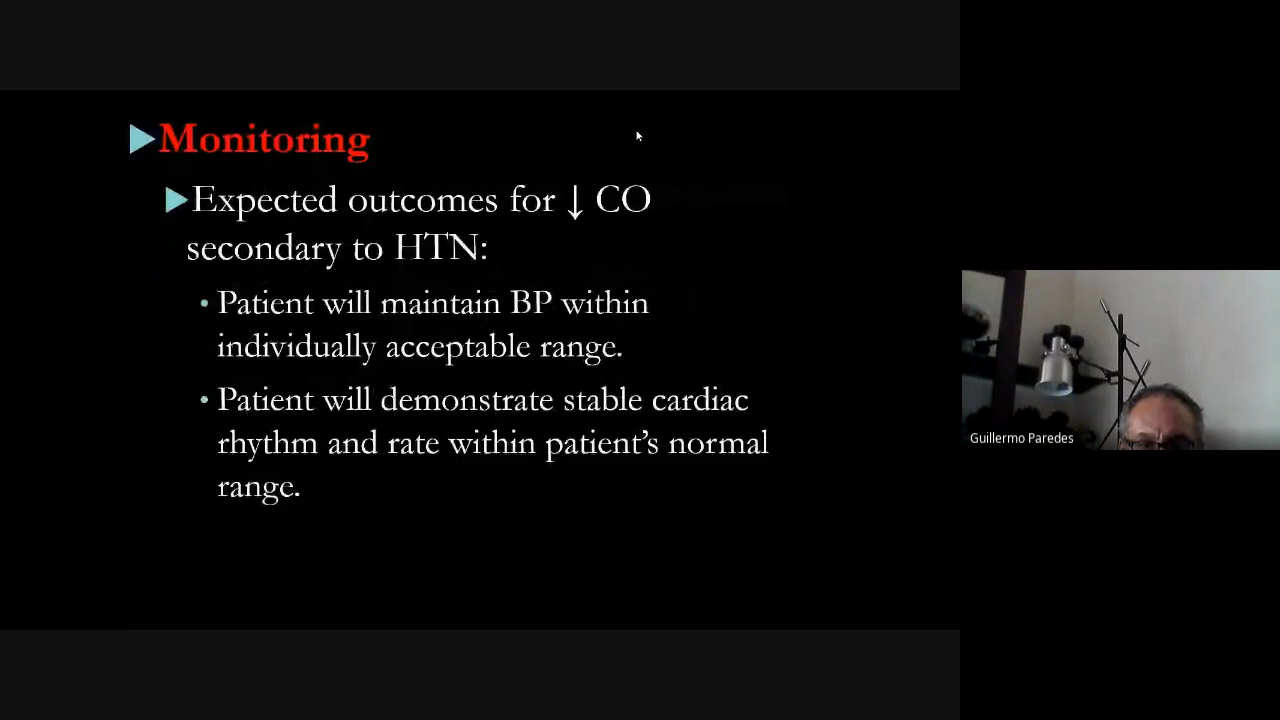 Monitoring
Expected outcomes for ↓ CO
secondary to HTN:
• Patient will maintain BP within
individually acceptable range.
• Patient will demonstrate stable cardiac
rhythm and rate within patient's normal
range.
Guillermo Paredes